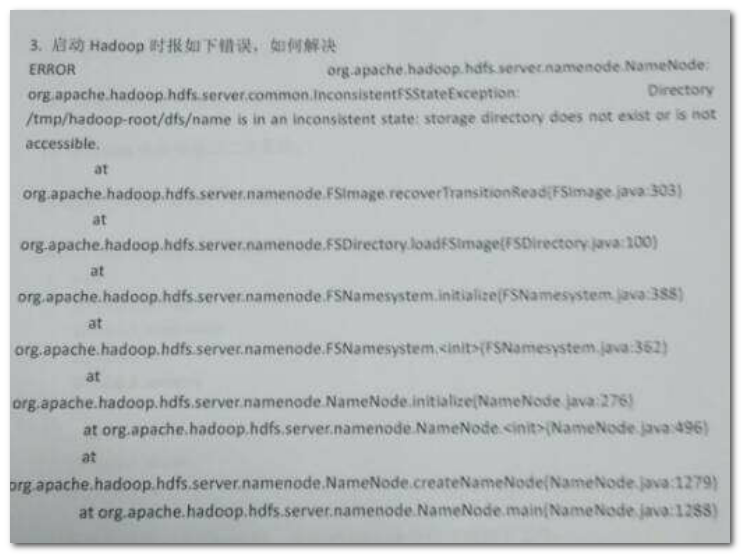 3. 启动 Hadoop 时报如下错误，如何解决
ERROR org.apache.hadoop.hdfs.server.namenode.NameNode:
org.apache.hadoop.hdfs.server.common.InconsistentFSStateException: Directory
/tmp/hadoop-root/dfs/name is in an inconsistent state: storage directory does not exist or is not
accessible.
at
org.apache.hadoop.hdfs.server.namenode.FSImage.recoverTransitionRead(FSImage.java:303)
at
org.apache.hadoop.hdfs.server.namenode.FSDirectory.loadFSImage(FSDirectory.java:100)
at
org.apache.hadoop.hdfs.server.namenode.FSNamesystem.initialize(FSNamesystem.java:388)
at
org.apache.hadoop.hdfs.server.namenode.FSNamesystem.<init>(FSNamesystem.java:362)
at
org.apache.hadoop.hdfs.server.namenode.NameNode.initialize(NameNode.java:276)
at org.apache.hadoop.hdfs.server.namenode.NameNode.<init>(NameNode.java:496)
at
org.apache.hadoop.hdfs.server.namenode.NameNode.createNameNode(NameNode.java:1279)
at org.apache.hadoop.hdfs.server.namenode.NameNode.main(NameNode.java:1288)